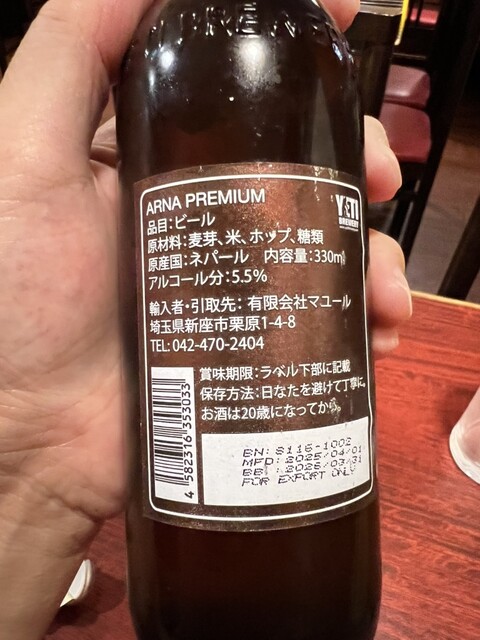 ARNA PREMIUM
YETI
BREWERY
品目:ビール
原材料:麦芽、米、ホップ、糖類
原産国:ネパール 内容量:330ml
アルコール分:5.5%
輸入者・引取先: 有限会社マユール
埼玉県新座市栗原1-4-8
TEL: 042-470-2404
賞味期限:ラベル下部に記載
保存方法:日なたを避けて丁寧に。
お酒は20歳になってから。
4 582316 353033
BN: S116-1002
MFD: 2025/04/01
BBF: 2026/03/31
FOR EXPORT ONLY